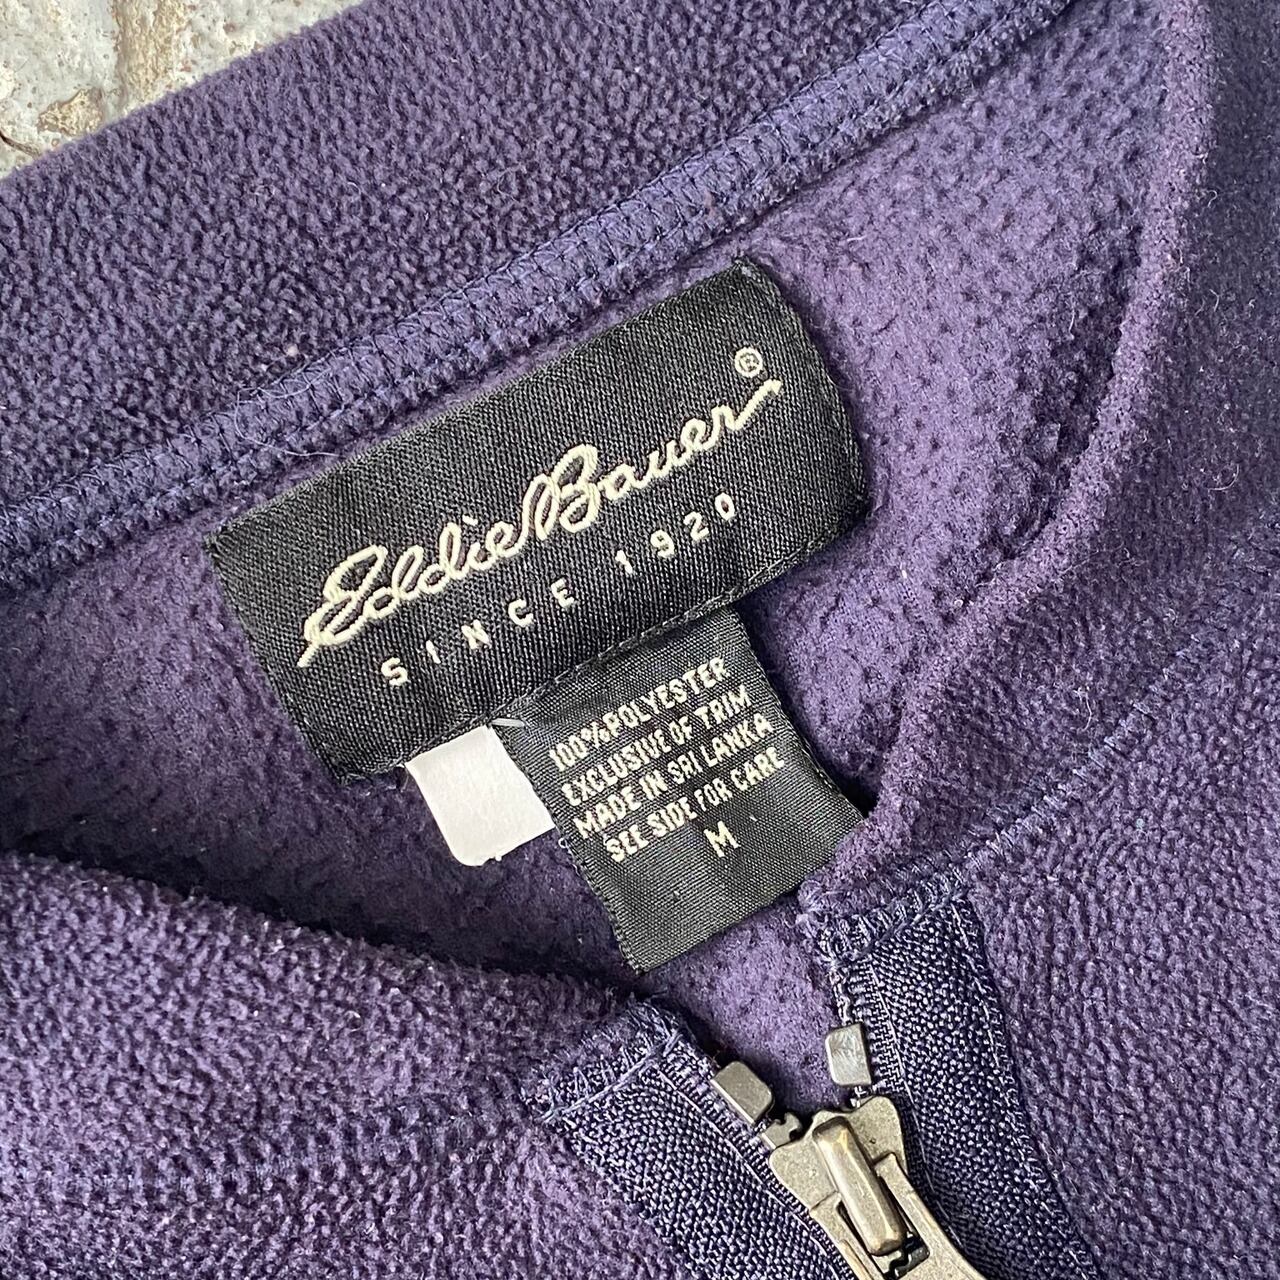 Eddie Bauer®
SINCE 1920
100% POLYESTER
EXCLUSIVE OF TRIM
MADE IN SRI LANKA
SEE SIDE FOR CARE
M